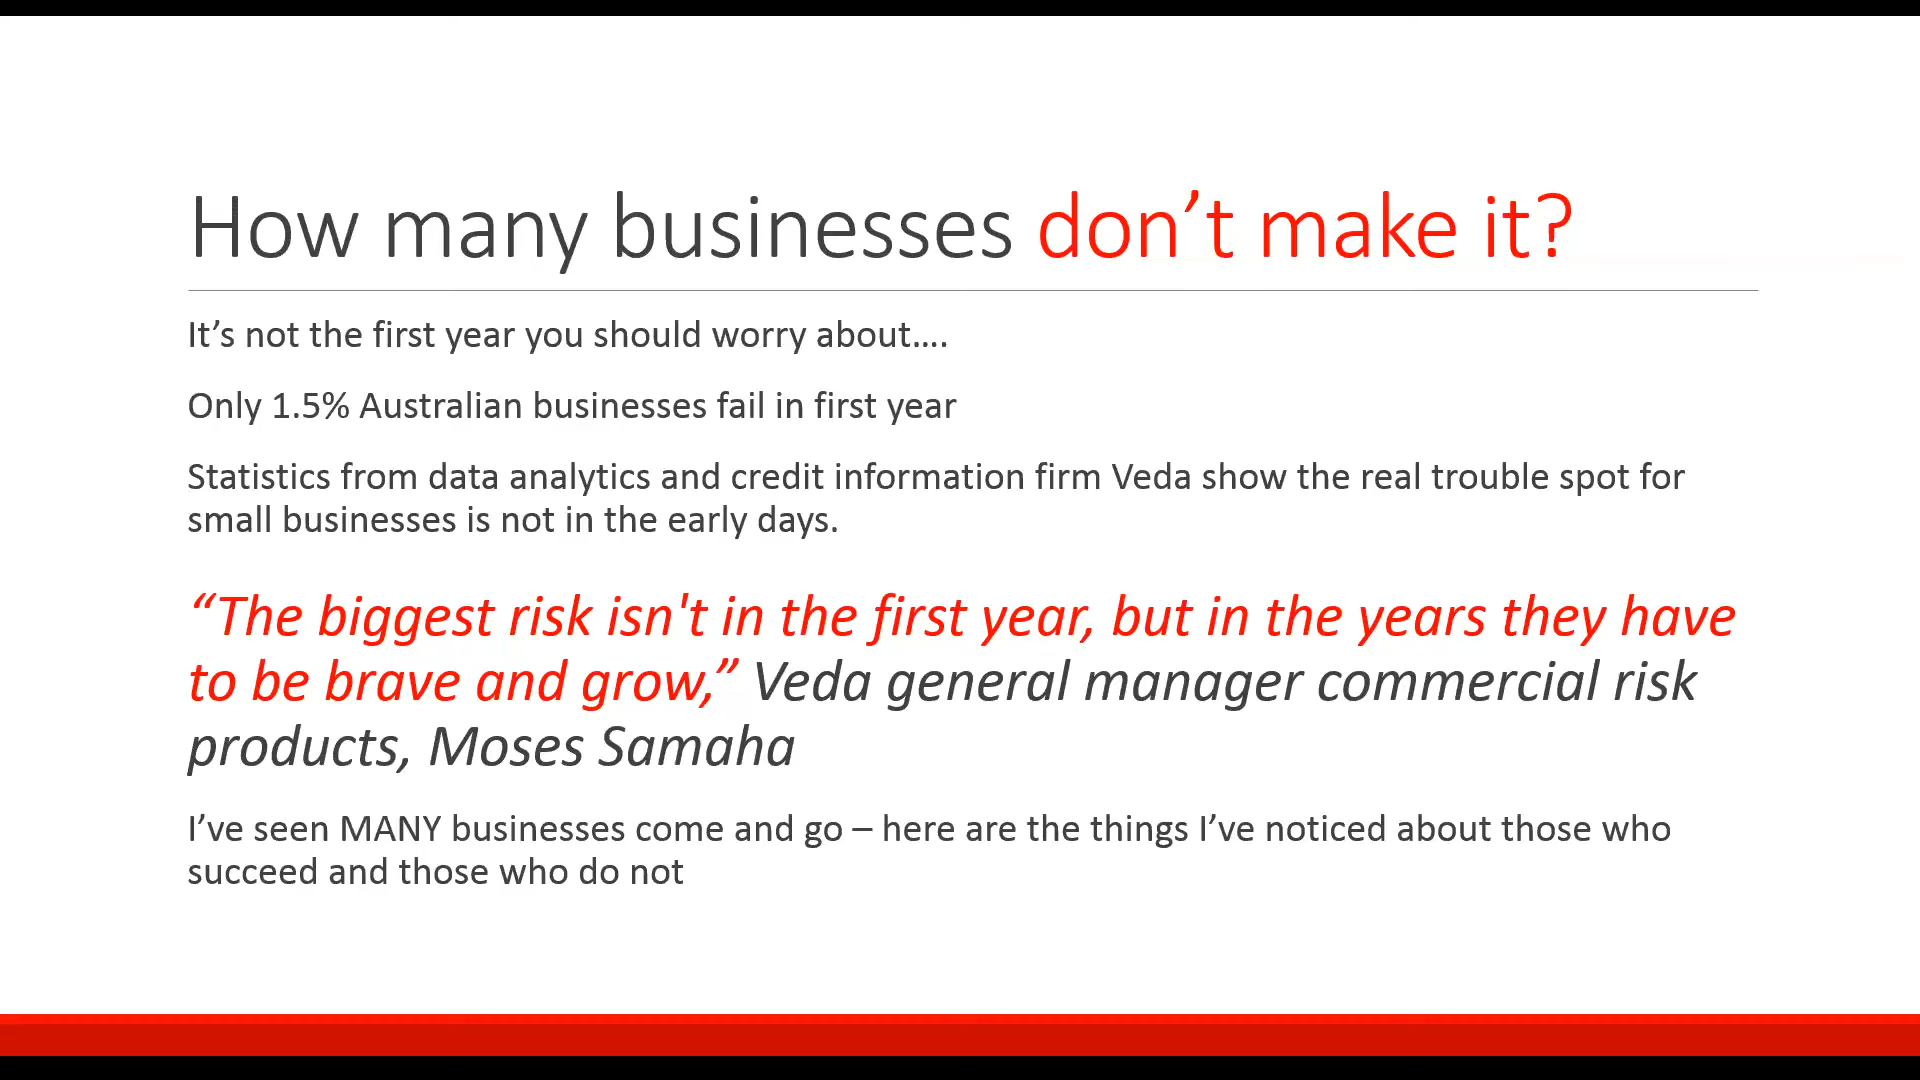 How many businesses don’t make it?
It’s not the first year you should worry about….
Only 1.5% Australian businesses fail in first year
Statistics from data analytics and credit information firm Veda show the real trouble spot for
small businesses is not in the early days.
“The biggest risk isn't in the first year, but in the years they have
to be brave and grow,” Veda general manager commercial risk
products, Moses Samaha
I’ve seen MANY businesses come and go – here are the things I’ve noticed about those who
succeed and those who do not